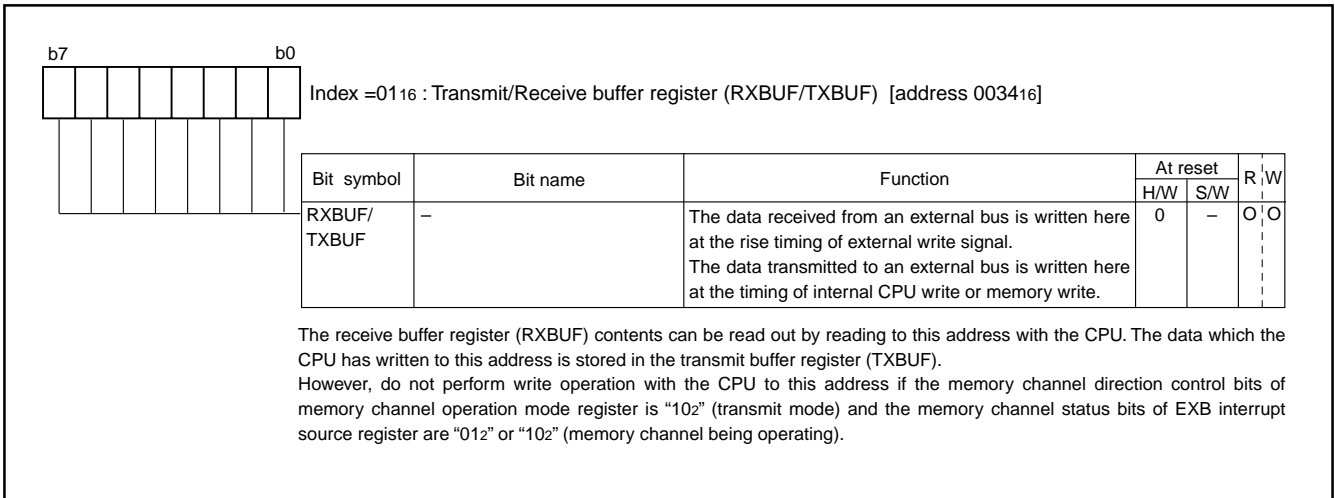 b7 b0
Index =0116 : Transmit/Receive buffer register (RXBUF/TXBUF) [address 003416]
Bit symbol Bit name Function At reset R W
H/W S/W
RXBUF/ – The data received from an external bus is written here 0 – O O
TXBUF at the rise timing of external write signal.
The data transmitted to an external bus is written here
at the timing of internal CPU write or memory write.
The receive buffer register (RXBUF) contents can be read out by reading to this address with the CPU. The data which the
CPU has written to this address is stored in the transmit buffer register (TXBUF).
However, do not perform write operation with the CPU to this address if the memory channel direction control bits of
memory channel operation mode register is “102” (transmit mode) and the memory channel status bits of EXB interrupt
source register are “012” or “102” (memory channel being operating).